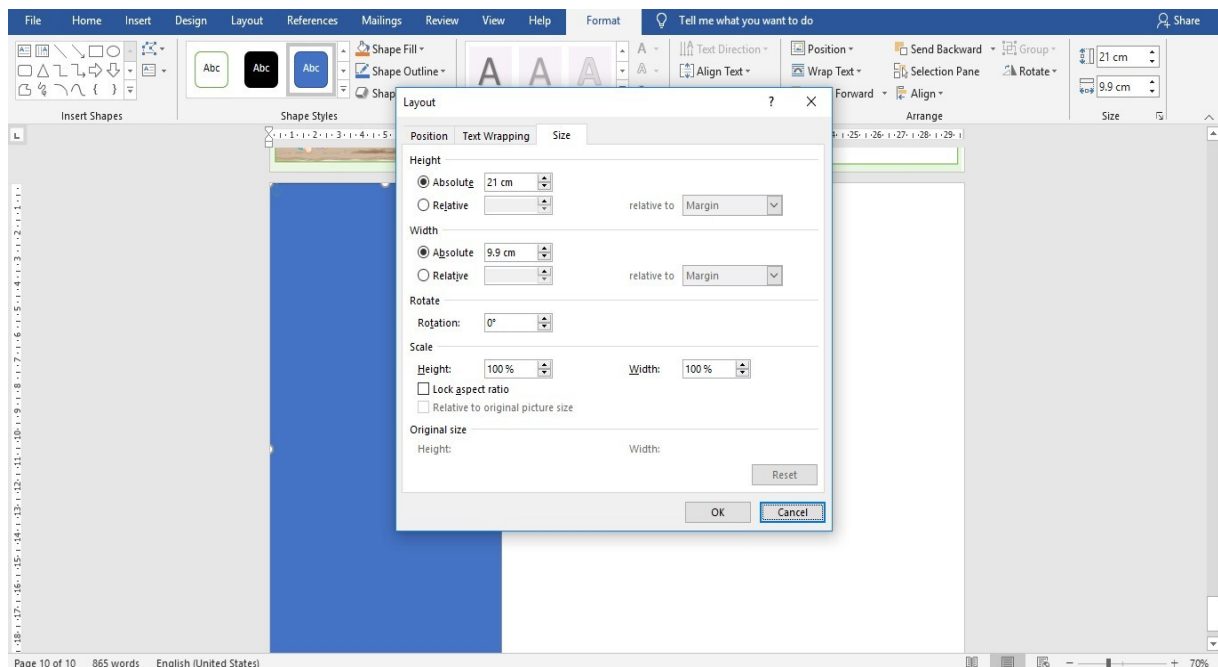 File Home Insert Design Layout References Mailings Review View Help Format Tell me what you want to do Share
Abc Abc Abc
Shape Fill
Shape Outline
Shap
A A A
A
A
Text Direction
Align Text
Position
Wrap Text
Forward
Send Backward
Selection Pane
Align
Group
Rotate
21 cm
9.9 cm
Insert Shapes Shape Styles Arrange Size
Layout ? X
Position Text Wrapping Size
Height
Absolute 21 cm
Relative relative to Margin
Width
Absolute 9.9 cm
Relative relative to Margin
Rotate
Rotation: 0°
Scale
Height: 100 % Width: 100 %
Lock aspect ratio
Relative to original picture size
Original size
Height: Width:
Reset
OK Cancel
Page 10 of 10 865 words English (United States) 70%